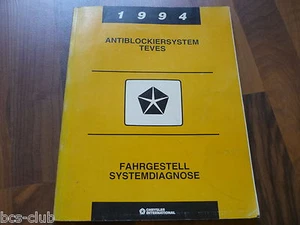 1994
ANTIBLOCKIERSYSTEM
TEVES
FAHRGESTELL
SYSTEMDIAGNOSE
CHRYSLER
INTERNATIONAL
bcs-club